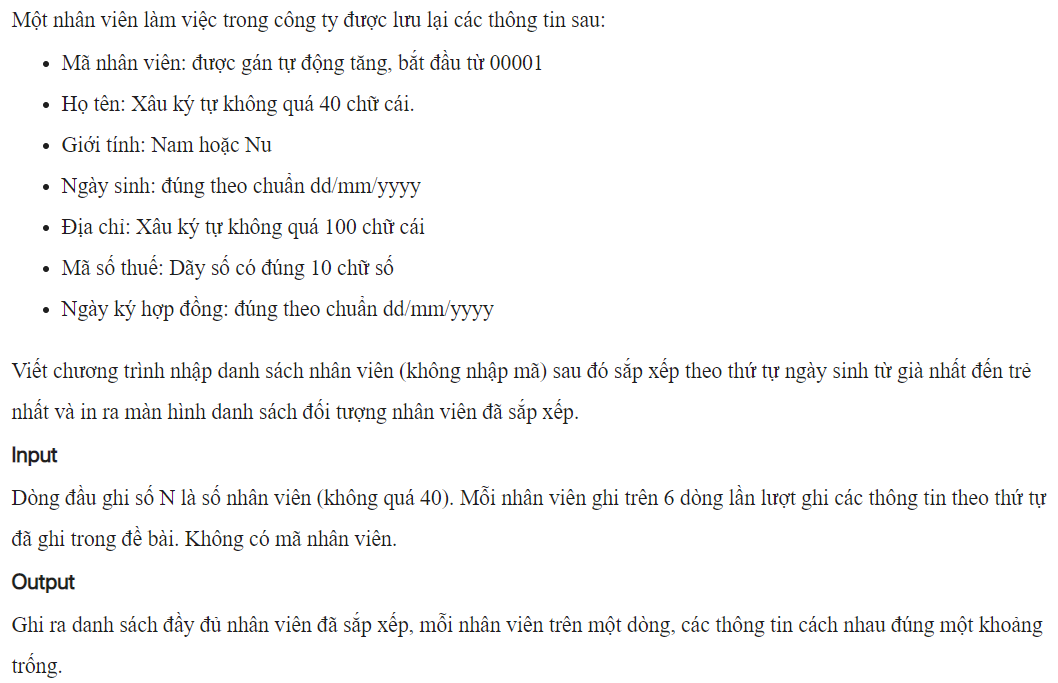 Một nhân viên làm việc trong công ty được lưu lại các thông tin sau:
• Mã nhân viên: được gán tự động tăng, bắt đầu từ 00001
• Họ tên: Xâu ký tự không quá 40 chữ cái.
• Giới tính: Nam hoặc Nu
• Ngày sinh: đúng theo chuẩn dd/mm/yyyy
• Địa chỉ: Xâu ký tự không quá 100 chữ cái
• Mã số thuế: Dãy số có đúng 10 chữ số
• Ngày ký hợp đồng: đúng theo chuẩn dd/mm/yyyy
Viết chương trình nhập danh sách nhân viên (không nhập mã) sau đó sắp xếp theo thứ tự ngày sinh từ già nhất đến trẻ
nhất và in ra màn hình danh sách đối tượng nhân viên đã sắp xếp.
Input
Dòng đầu ghi số N là số nhân viên (không quá 40). Mỗi nhân viên ghi trên 6 dòng lần lượt ghi các thông tin theo thứ tự
đã ghi trong đề bài. Không có mã nhân viên.
Output
Ghi ra danh sách đầy đủ nhân viên đã sắp xếp, mỗi nhân viên trên một dòng, các thông tin cách nhau đúng một khoảng
trống.